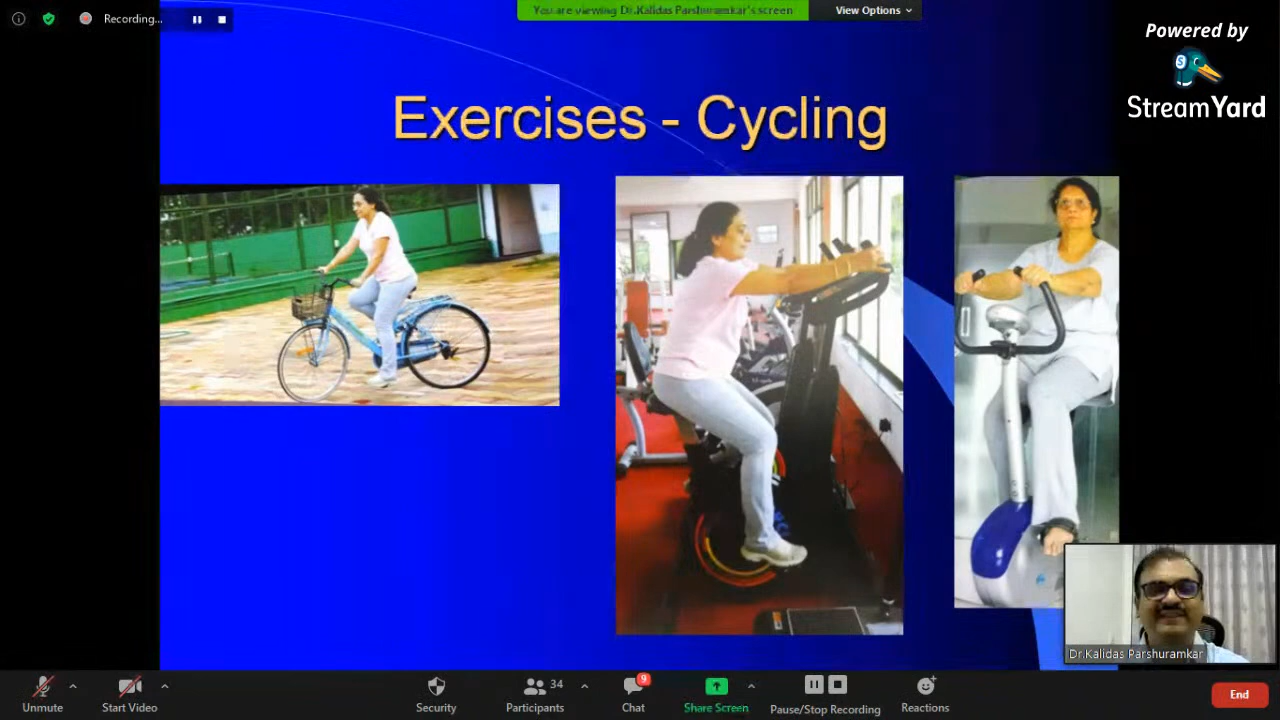 Recording...
You are viewing Dr.Kalidas Parshuramkar's screen
View Options
Powered by
StreamYard
Exercises - Cycling
Dr.Kalidas Parshuramkar
Unmute
Start Video
Security
34
Participants
9
Chat
Share Screen
Pause/Stop Recording
Reactions
End